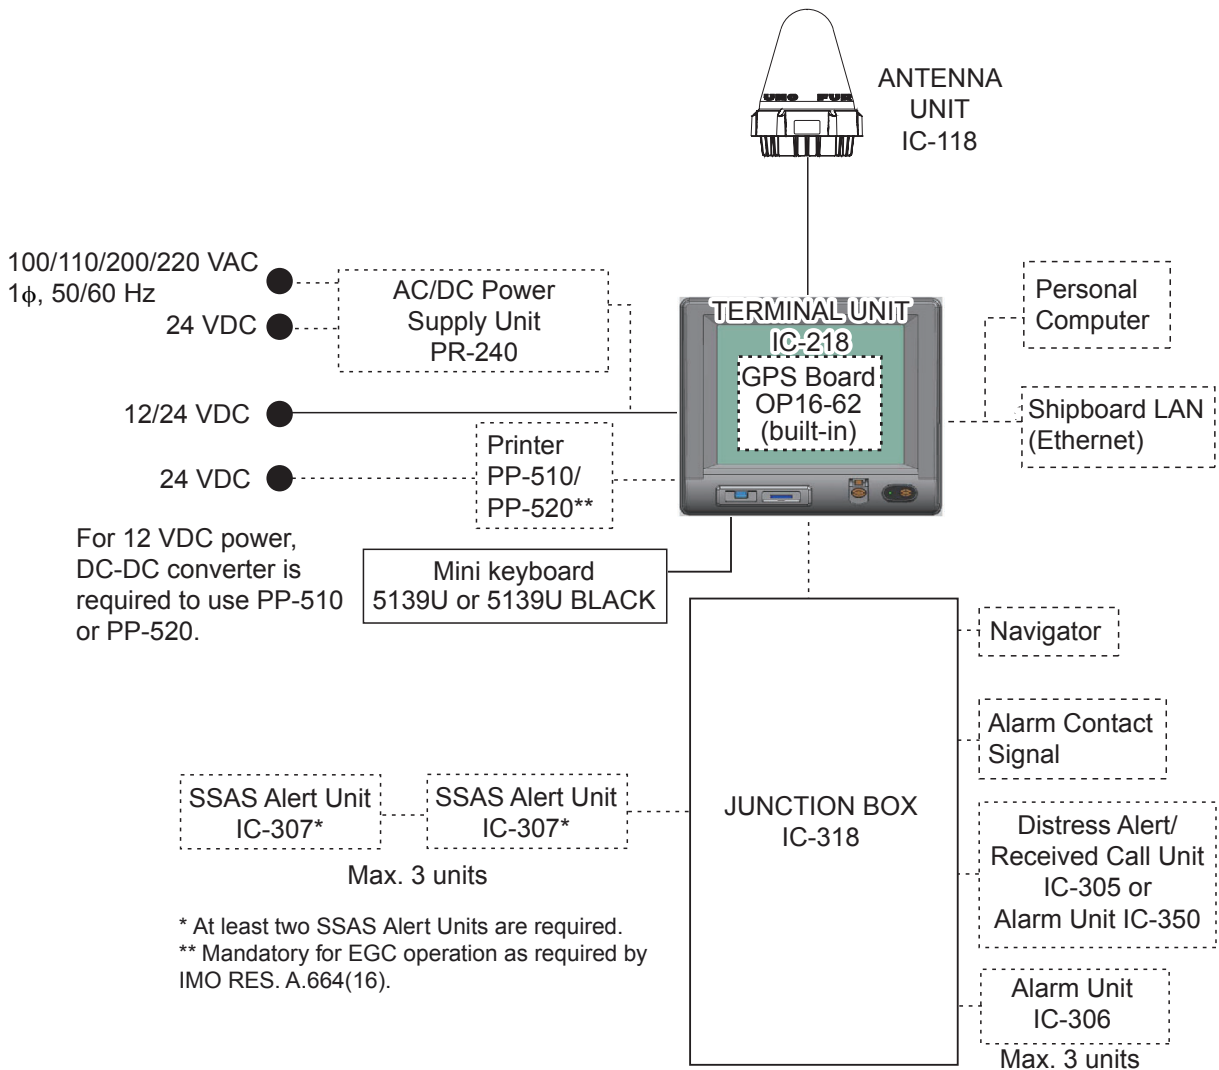 ANTENNA
UNIT
IC-118
100/110/200/220 VAC
1ϕ, 50/60 Hz
24 VDC
AC/DC Power
Supply Unit
PR-240
TERMINAL UNIT
IC-218
GPS Board
OP16-62
(built-in)
Personal
Computer
Shipboard LAN
(Ethernet)
12/24 VDC
24 VDC
Printer
PP-510/
PP-520**
For 12 VDC power,
DC-DC converter is
required to use PP-510
or PP-520.
Mini keyboard
5139U or 5139U BLACK
JUNCTION BOX
IC-318
Navigator
Alarm Contact
Signal
Distress Alert/
Received Call Unit
IC-305 or
Alarm Unit IC-350
Alarm Unit
IC-306
Max. 3 units
SSAS Alert Unit
IC-307*
SSAS Alert Unit
IC-307*
Max. 3 units
* At least two SSAS Alert Units are required.
** Mandatory for EGC operation as required by
IMO RES. A.664(16).